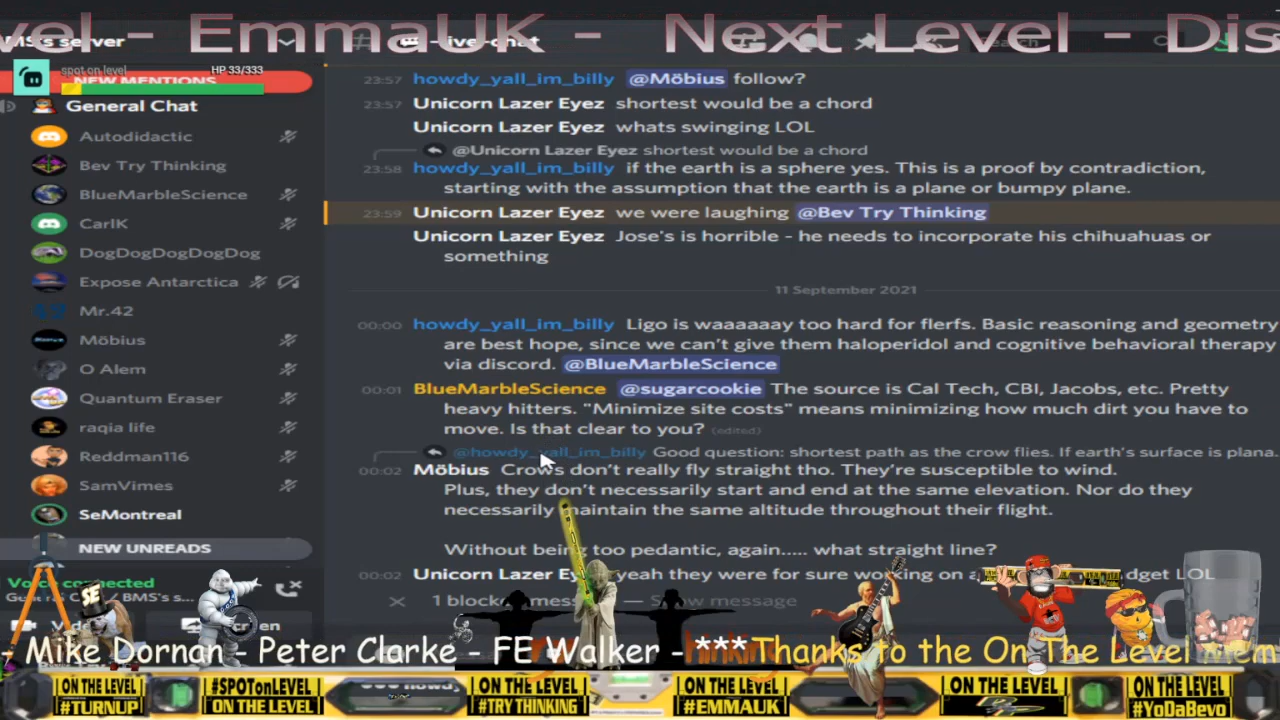 vel - EmmaUK - Next Level - Dis
MS's server
live-chat
spot on level HP 33/333
NEW MENTIONS
General Chat
Autodidactic
Bev Try Thinking
BlueMarbleScience
CarlK
DogDogDogDogDog
Expose Antarctica
Mr.42
Möbius
O Alem
Quantum Eraser
raqia life
Reddman116
SamVimes
SeMontreal
NEW UNREADS
Voice connected
23:57 howdy_yall_im_billy @Möbius follow?
23:57 Unicorn Lazer Eyez shortest would be a chord
Unicorn Lazer Eyez whats swinging LOL
@Unicorn Lazer Eyez shortest would be a chord
23:58 howdy_yall_im_billy if the earth is a sphere yes. This is a proof by contradiction,
starting with the assumption that the earth is a plane or bumpy plane.
23:59 Unicorn Lazer Eyez we were laughing @Bev Try Thinking
Unicorn Lazer Eyez Jose's is horrible - he needs to incorporate his chihuahuas or
something
11 September 2021
00:00 howdy_yall_im_billy Ligo is waaaaaay too hard for flerfs. Basic reasoning and geometry
are best hope, since we can't give them haloperidol and cognitive behavioral therapy
via discord. @BlueMarbleScience
00:01 BlueMarbleScience @sugarcookie The source is Cal Tech, CBI, Jacobs, etc. Pretty
heavy hitters. "Minimize site costs" means minimizing how much dirt you have to
move. Is that clear to you? (edited)
@howdy_yall_im_billy Good question: shortest path as the crow flies. If earth's surface is plana.
00:02 Möbius Crows don't really fly straight tho. They're susceptible to wind.
Plus, they don't necessarily start and end at the same elevation. Nor do they
necessarily maintain the same altitude throughout their flight.
Without being too pedantic, again..... what straight line?
00:02 Unicorn Lazer Ey yeah they were for sure working on a dget LOL
1 blocked mess — Show message
- Mike Dornan - Peter Clarke - FE Walker - *** Thanks to the On The Level Mem
ON THE LEVEL
#TURNUP
#SPOTonLEVEL
ON THE LEVEL
ON THE LEVEL
#TRY THINKING
ON THE LEVEL
#EMMAUK
ON THE LEVEL
ON THE LEVEL
#YoDaBevo